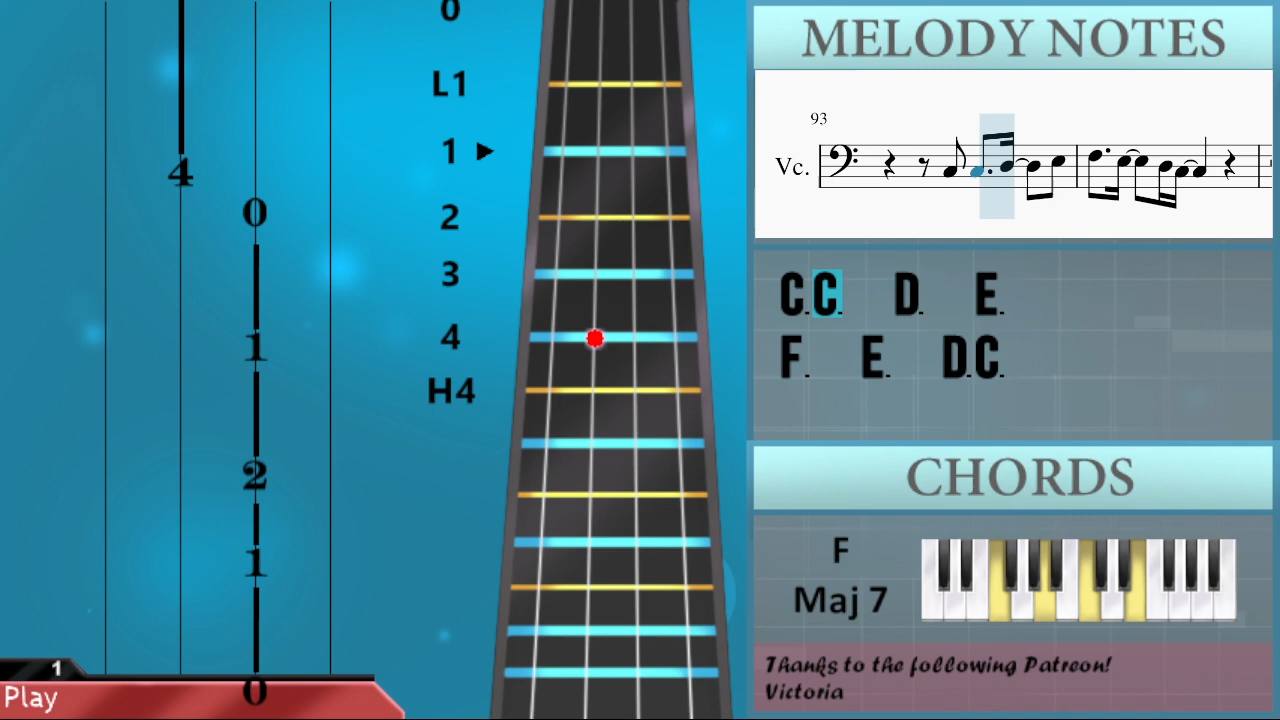 0
L1
1
2
3
4
H4
4
0
1
2
1
0
1
Play
MELODY NOTES
93
Vc.
C. C. D. E.
F. E. D. C.
CHORDS
F
Maj 7
Thanks to the following Patreon!
Victoria